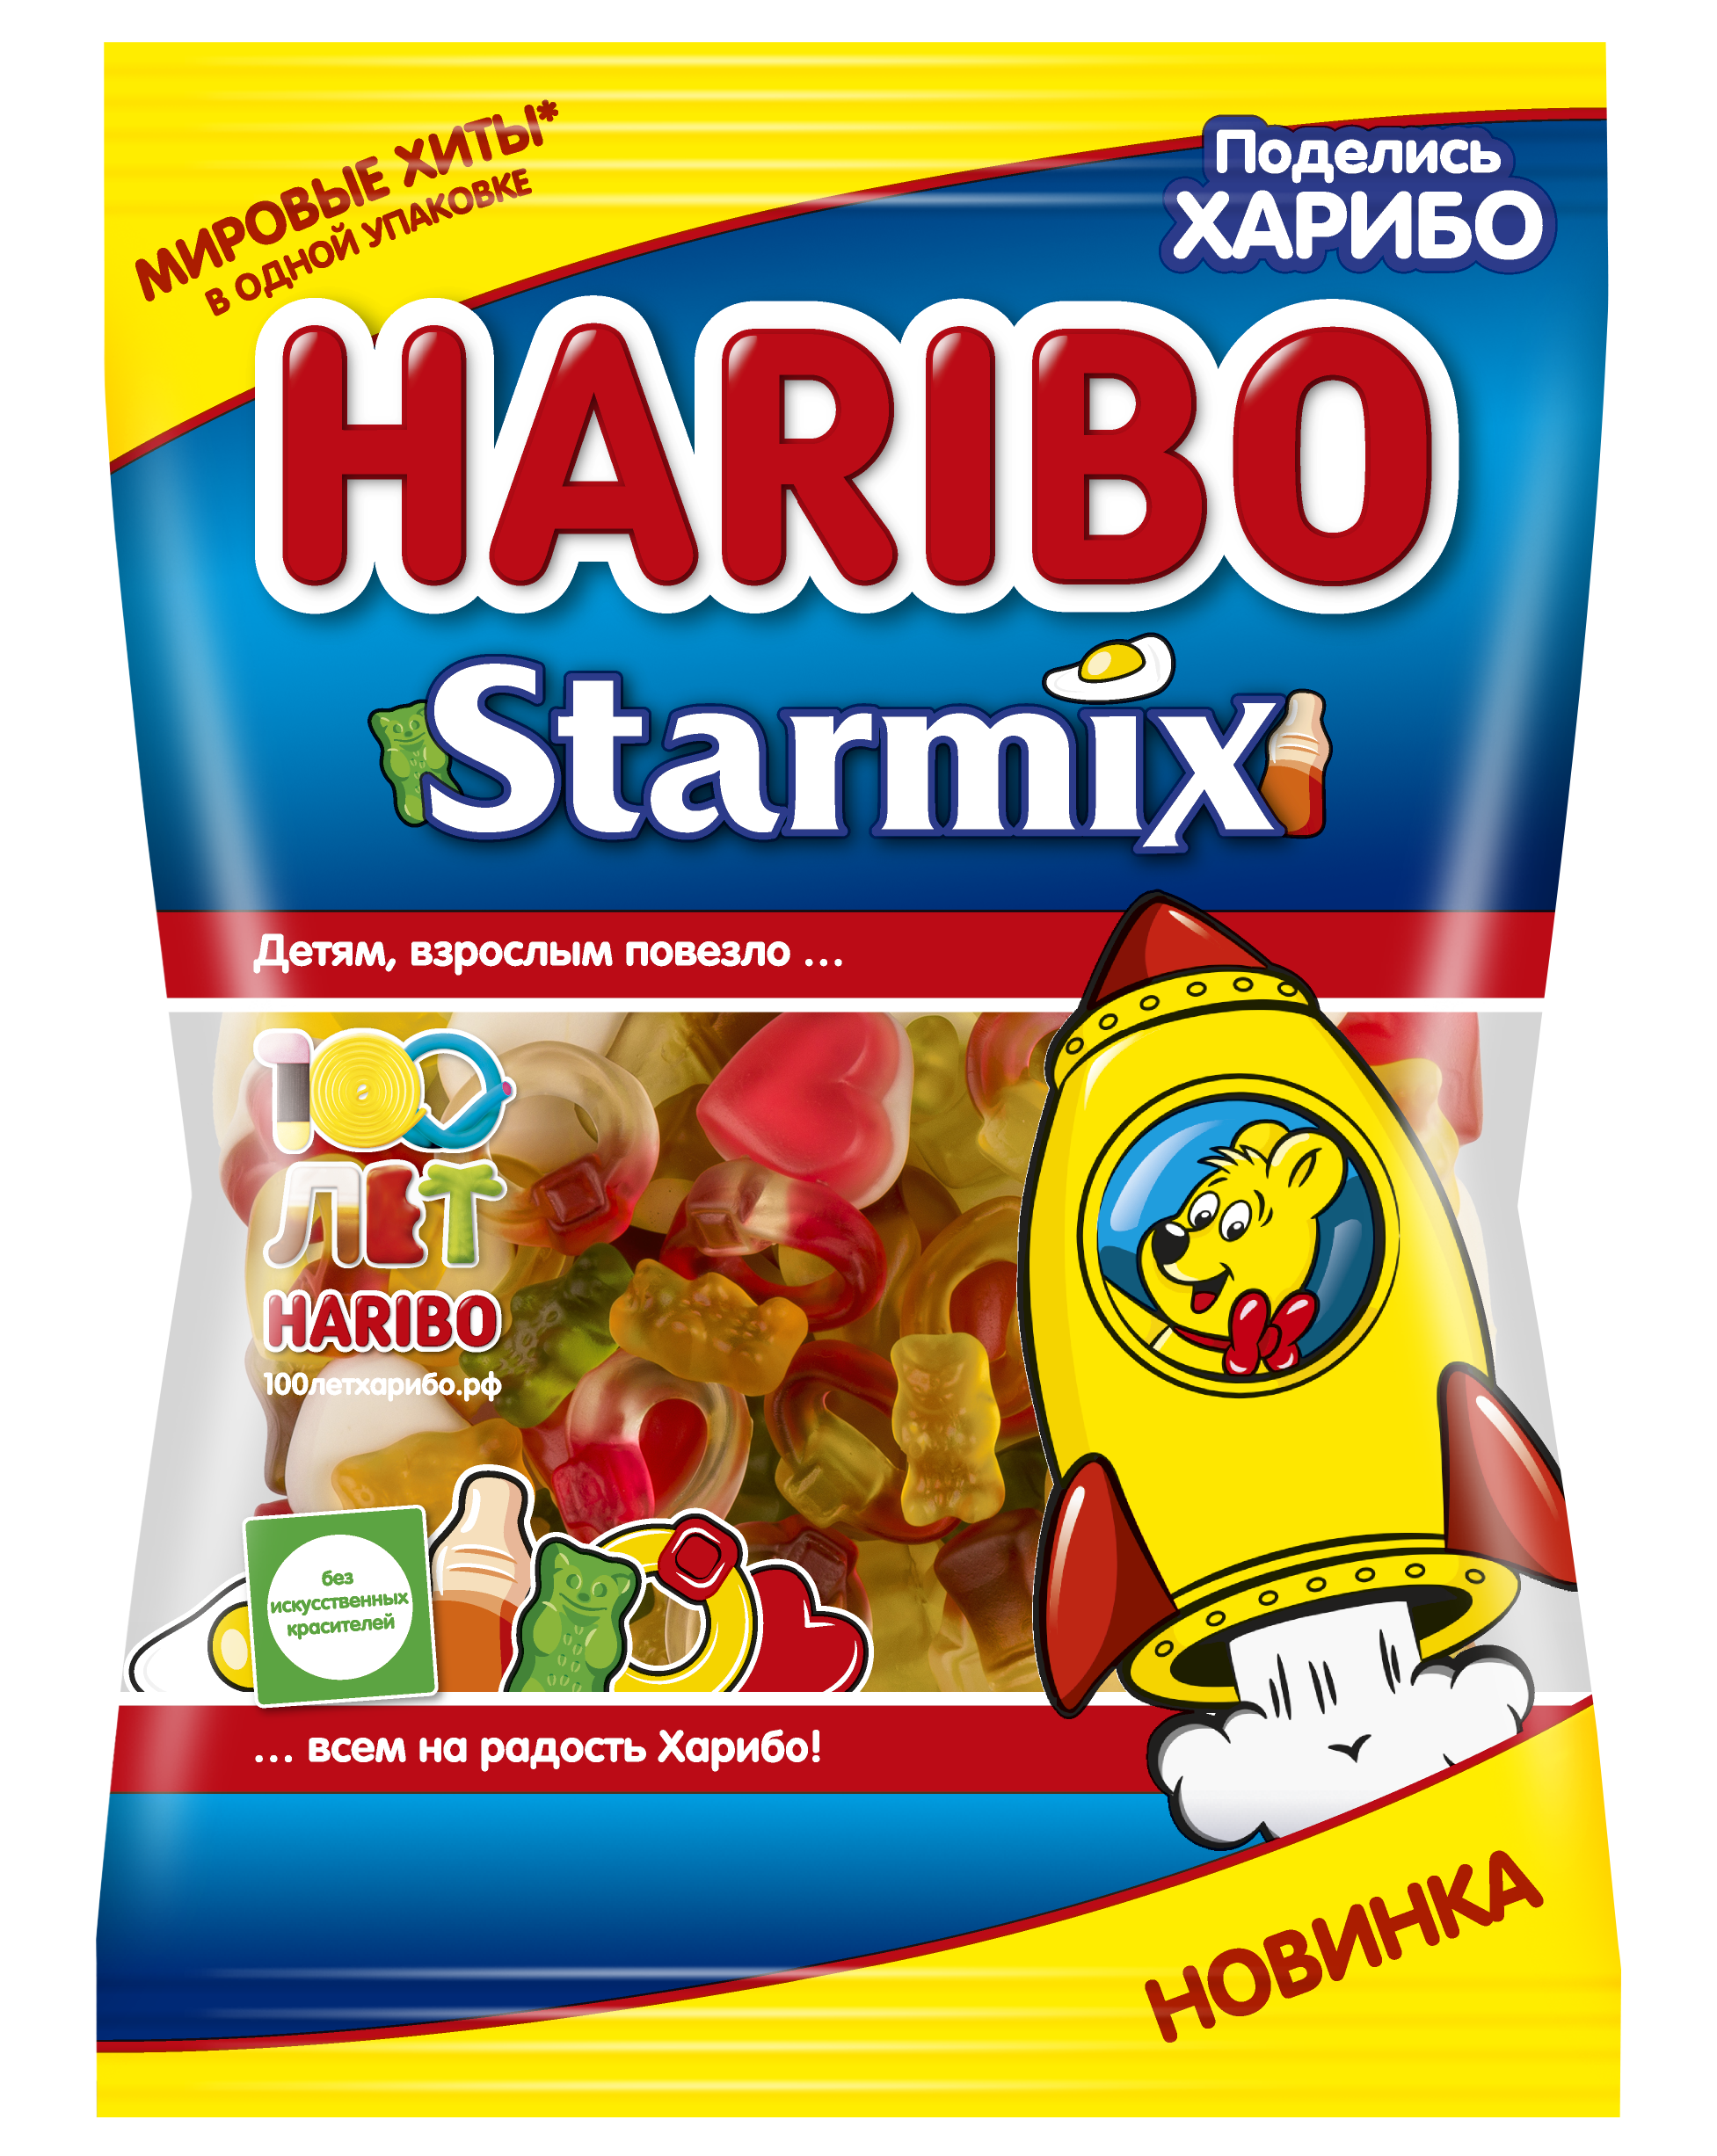 МИРОВЫЕ ХИТЫ*
В ОДНОЙ УПАКОВКЕ
Поделись
ХАРИБО
HARIBO
Starmix
Детям, взрослым повезло ...
100
ЛЕТ
HARIBO
100летхарибо.рф
без
искусственных
красителей
... всем на радость Харибо!
НОВИНКА